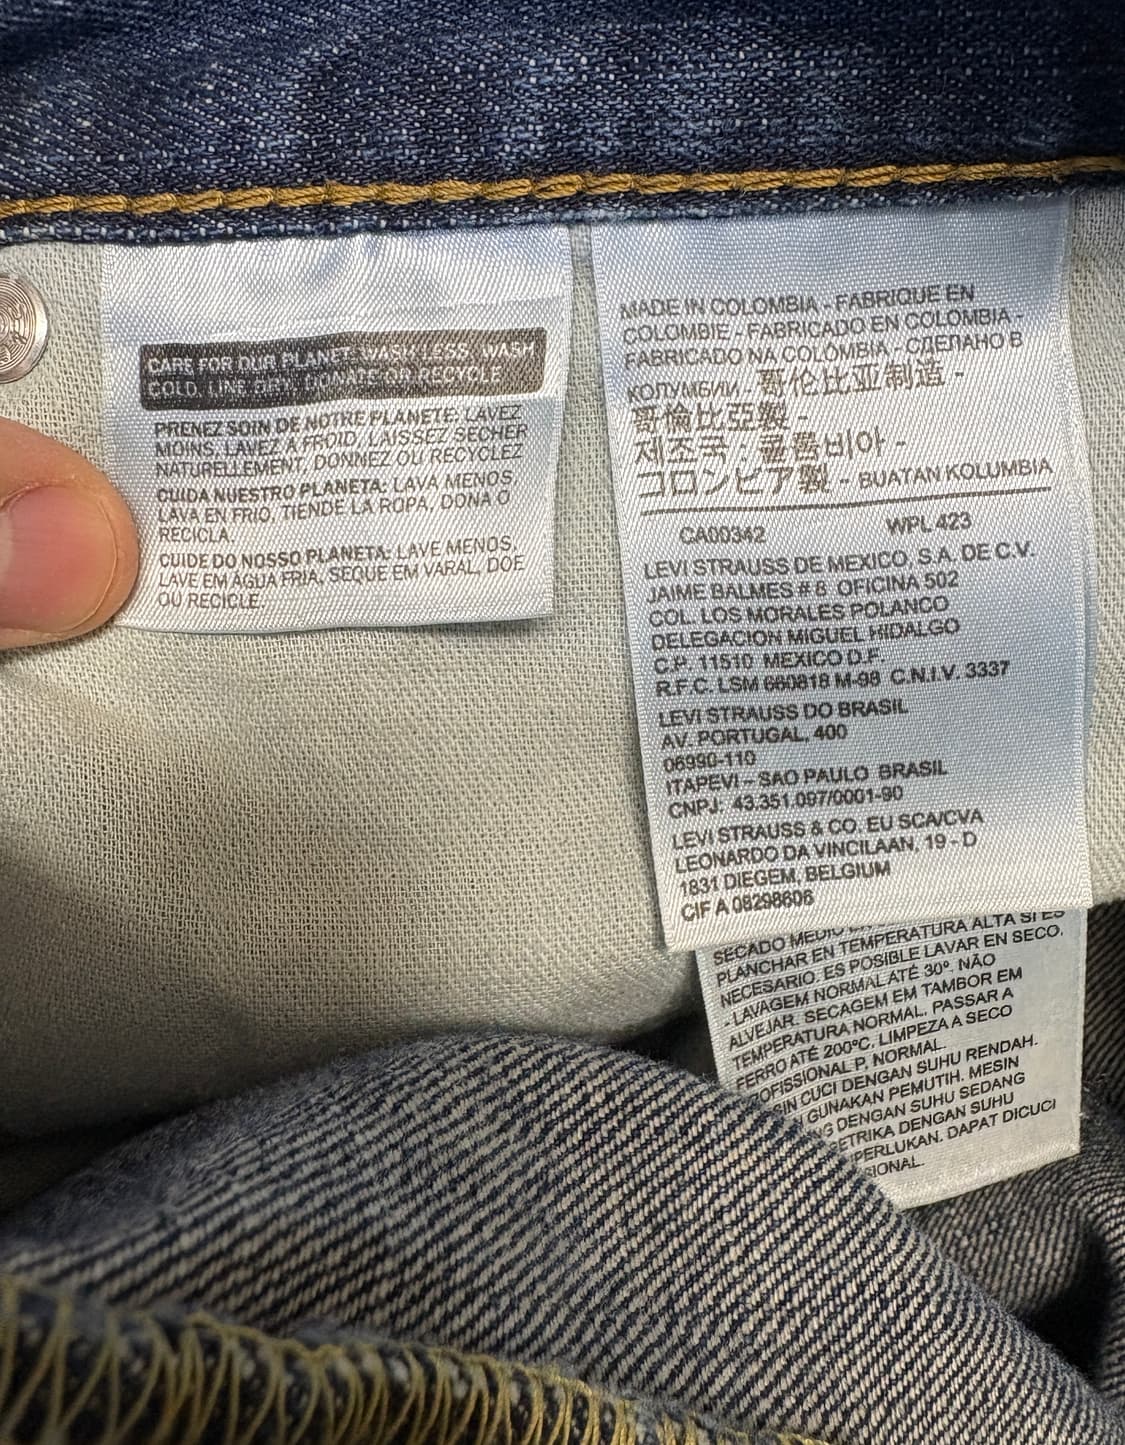 CARE FOR OUR PLANET: WASH LESS, WASH
COLD, LINE DRY, DONATE OR RECYCLE
PRENEZ SOIN DE NOTRE PLANETE: LAVEZ
MOINS, LAVEZ A FROID, LAISSEZ SECHER
NATURELLEMENT, DONNEZ OU RECYCLEZ
CUIDA NUESTRO PLANETA: LAVA MENOS,
LAVA EN FRIO, TIENDE LA ROPA, DONA O
RECICLA.
CUIDE DO NOSSO PLANETA: LAVE MENOS,
LAVE EM ÁGUA FRIA, SEQUE EM VARAL, DOE
OU RECICLE.
MADE IN COLOMBIA - FABRIQUE EN
COLOMBIE - FABRICADO EN COLOMBIA -
FABRICADO NA COLÔMBIA - СДЕЛАНО В
КОЛУМБИИ - 哥伦比亚制造 -
哥倫比亞製 -
제조국 : 콜롬비아 -
コロンビア製 - BUATAN KOLUMBIA
CA00342 WPL 423
LEVI STRAUSS DE MEXICO, S.A. DE C.V.
JAIME BALMES # 8 OFICINA 502
COL. LOS MORALES POLANCO
DELEGACION MIGUEL HIDALGO
C.P. 11510 MEXICO D.F.
R.F.C. LSM 660818 M-98 C.N.I.V. 3337
LEVI STRAUSS DO BRASIL
AV. PORTUGAL, 400
06990-110
ITAPEVI – SAO PAULO BRASIL
CNPJ: 43.351.097/0001-90
LEVI STRAUSS & CO. EU SCA/CVA
LEONARDO DA VINCILAAN, 19 - D
1831 DIEGEM, BELGIUM
CIF A 08298606
SECADO MEDIO
PLANCHAR EN TEMPERATURA ALTA SI ES
NECESARIO. ES POSIBLE LAVAR EN SECO.
- LAVAGEM NORMAL ATÉ 30º. NÃO
ALVEJAR. SECAGEM EM TAMBOR EM
TEMPERATURA NORMAL. PASSAR A
FERRO ATÉ 200ºC. LIMPEZA A SECO
PROFISSIONAL P, NORMAL.
CUCI DENGAN SUHU RENDAH.
GUNAKAN PEMUTIH. MESIN
DENGAN SUHU SEDANG
DENGAN SUHU
DAPAT DICUCI